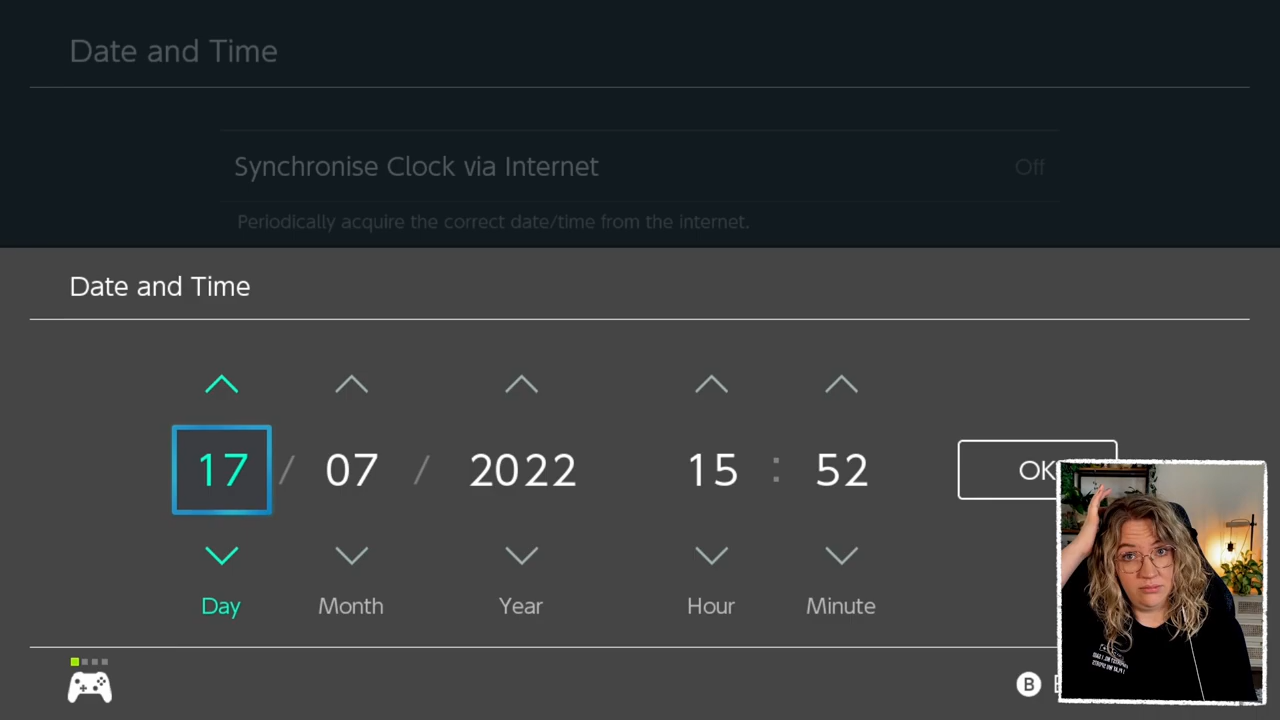 Date and Time
Synchronise Clock via Internet Off
Periodically acquire the correct date/time from the internet.
Date and Time
17 / 07 / 2022 15 : 52 OK
Day Month Year Hour Minute
B